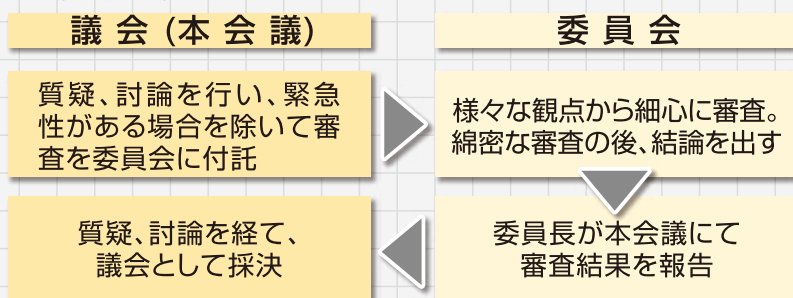 議会(本会議)
委員会
質疑、討論を行い、緊急
性がある場合を除いて審
査を委員会に付託
様々な観点から細心に審査。
綿密な審査の後、結論を出す
委員長が本会議にて
審査結果を報告
質疑、討論を経て、
議会として採決